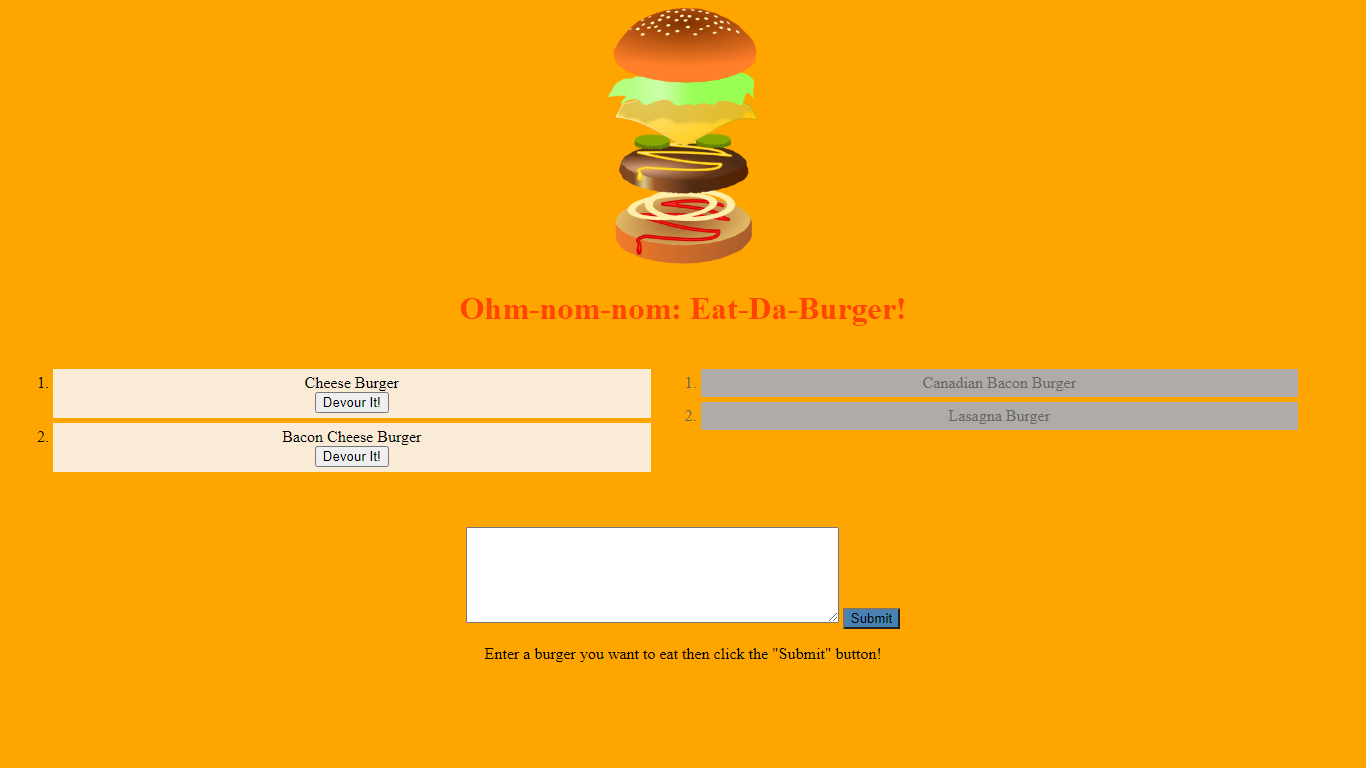 Ohm-nom-nom: Eat-Da-Burger!
1. Cheese Burger
Devour It!
2. Bacon Cheese Burger
Devour It!
1. Canadian Bacon Burger
2. Lasagna Burger
Submit
Enter a burger you want to eat then click the "Submit" button!